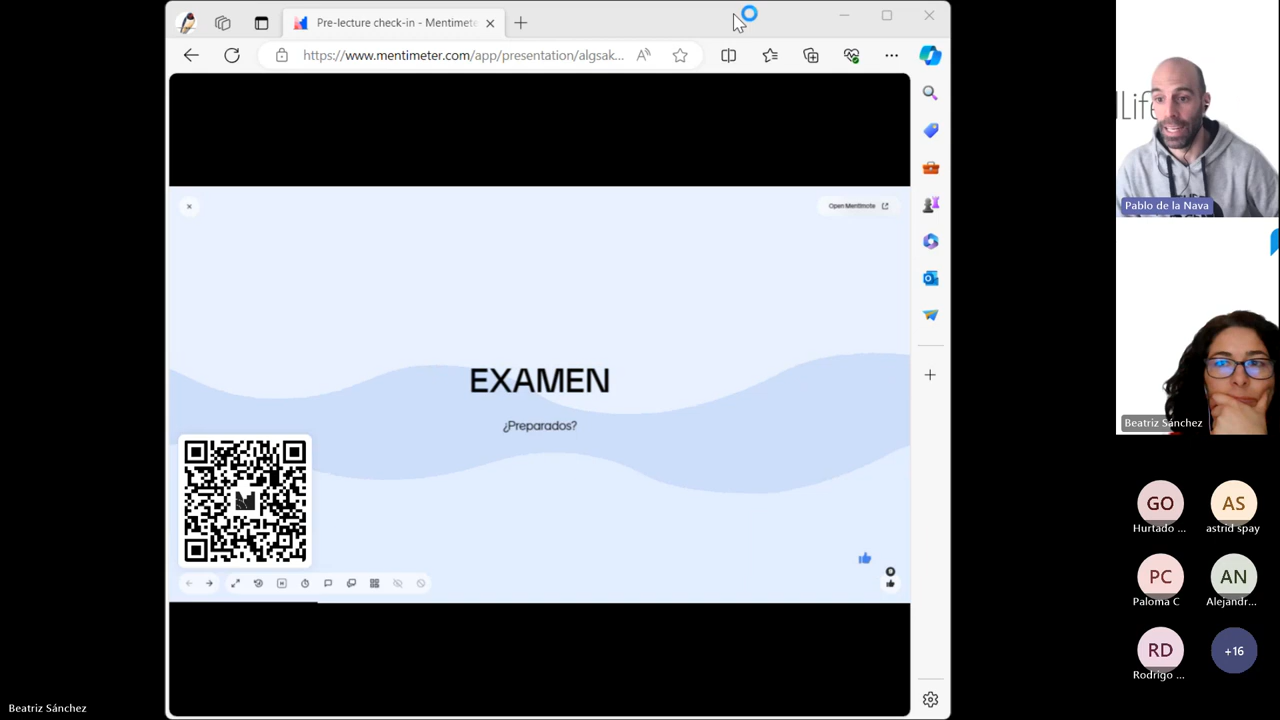 Pre-lecture check-in - Mentimete
https://www.mentimeter.com/app/presentation/algsak...
Open Mentimote
EXAMEN
¿Preparados?
Pablo de la Nava
Beatriz Sánchez
GO
Hurtado ...
AS
astrid spay
PC
Paloma C
AN
Alejandr...
RD
Rodrigo ...
+16
Beatriz Sánchez